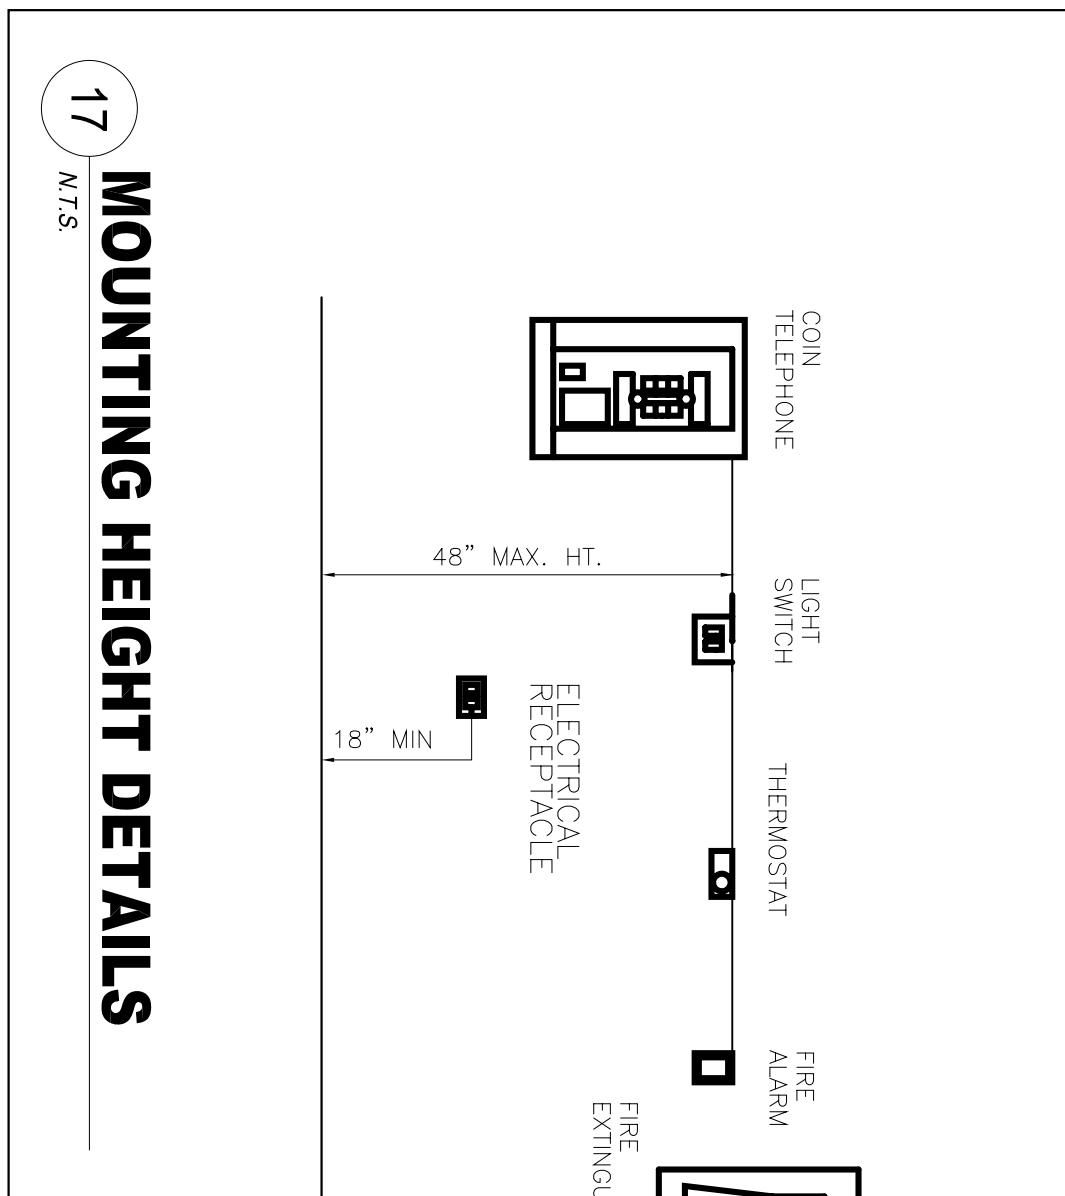 COIN
TELEPHONE
LIGHT
SWITCH
THERMOSTAT
FIRE
ALARM
FIRE
48” MAX. HT.
ELECTRICAL
RECEPTACLE
18” MIN
17
MOUNTING HEIGHT DETAILS
N.T.S.